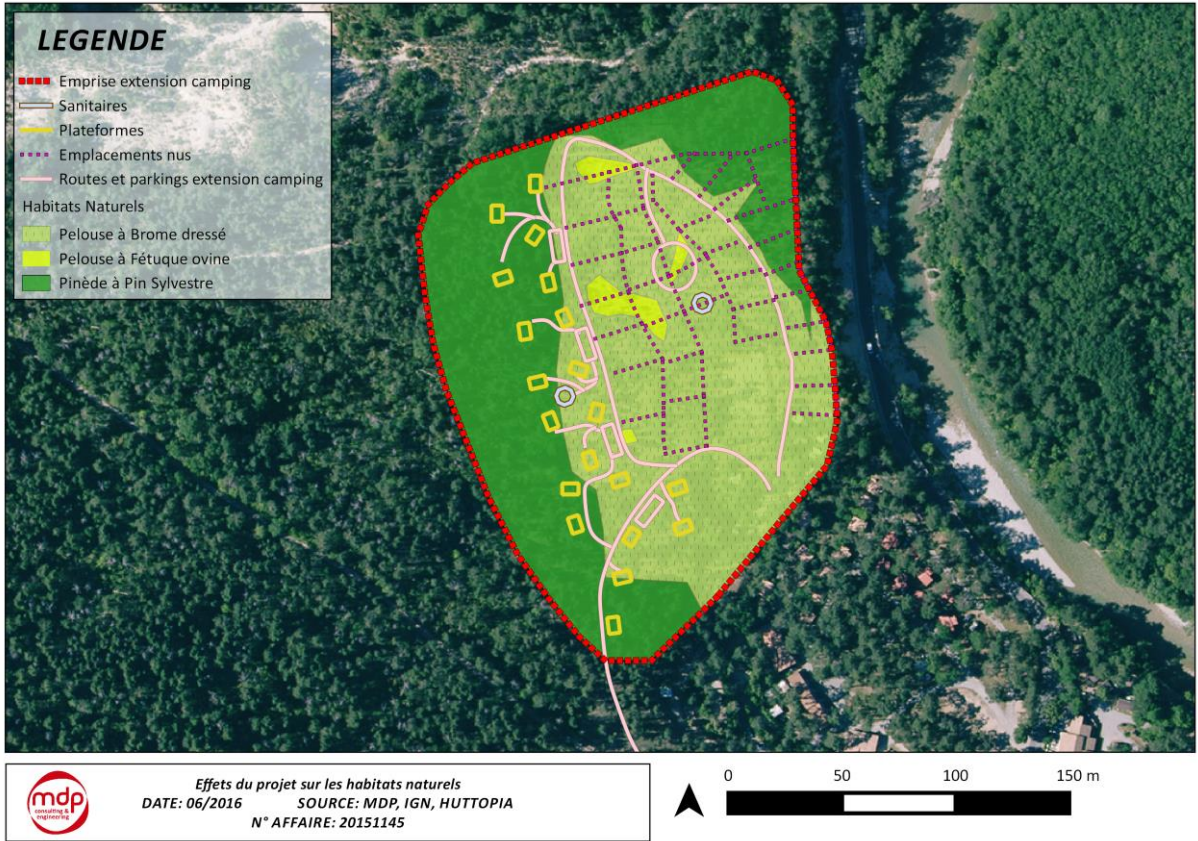 LEGENDE
Emprise extension camping
Sanitaires
Plateformes
Emplacements nus
Routes et parkings extension camping
Habitats Naturels
Pelouse à Brome dressé
Pelouse à Fétuque ovine
Pinède à Pin Sylvestre
mdp
consulting &
engineering
Effets du projet sur les habitats naturels
DATE: 06/2016 SOURCE: MDP, IGN, HUTTOPIA
N° AFFAIRE: 20151145
0 50 100 150 m